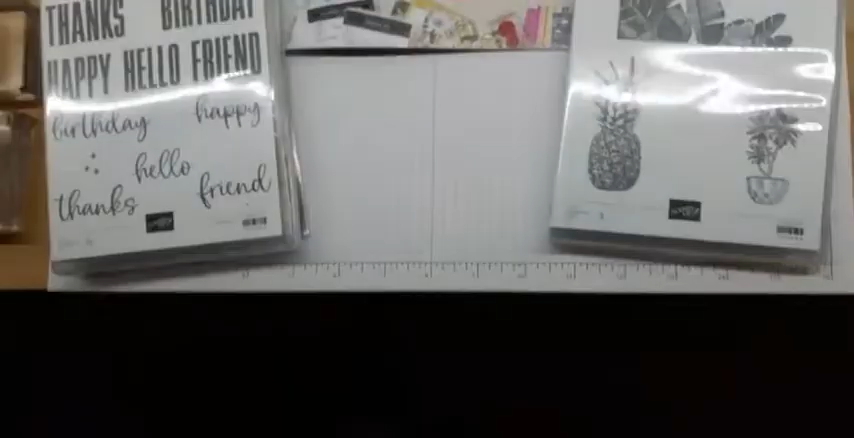 THANKS BIRTHDAY
HAPPY HELLO FRIEND
birthday happy
hello
thanks friend